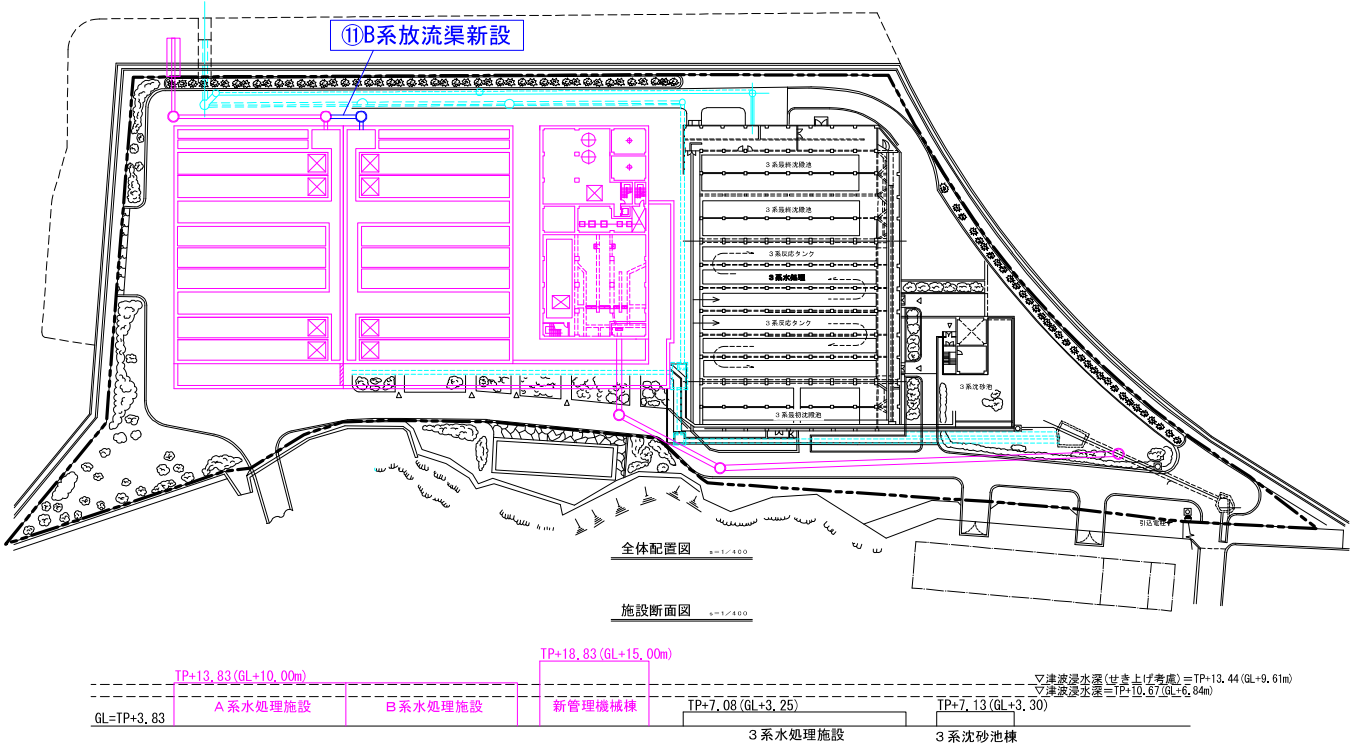 ⑪B系放流渠新設
3系最終沈殿池
3系最終沈殿池
3系反応タンク
3系水処理
3系反応タンク
3系沈砂池
3系最初沈殿池
引込電柱
全体配置図 s=1/400
施設断面図 s=1/400
TP+18.83(GL+15.00m)
TP+13.83(GL+10.00m)
▽津波浸水深(せき上げ考慮)=TP+13.44(GL+9.61m)
▽津波浸水深=TP+10.67(GL+6.84m)
A系水処理施設
B系水処理施設
新管理機械棟
TP+7.08(GL+3.25)
TP+7.13(GL+3.30)
GL=TP+3.83
3系水処理施設
3系沈砂池棟